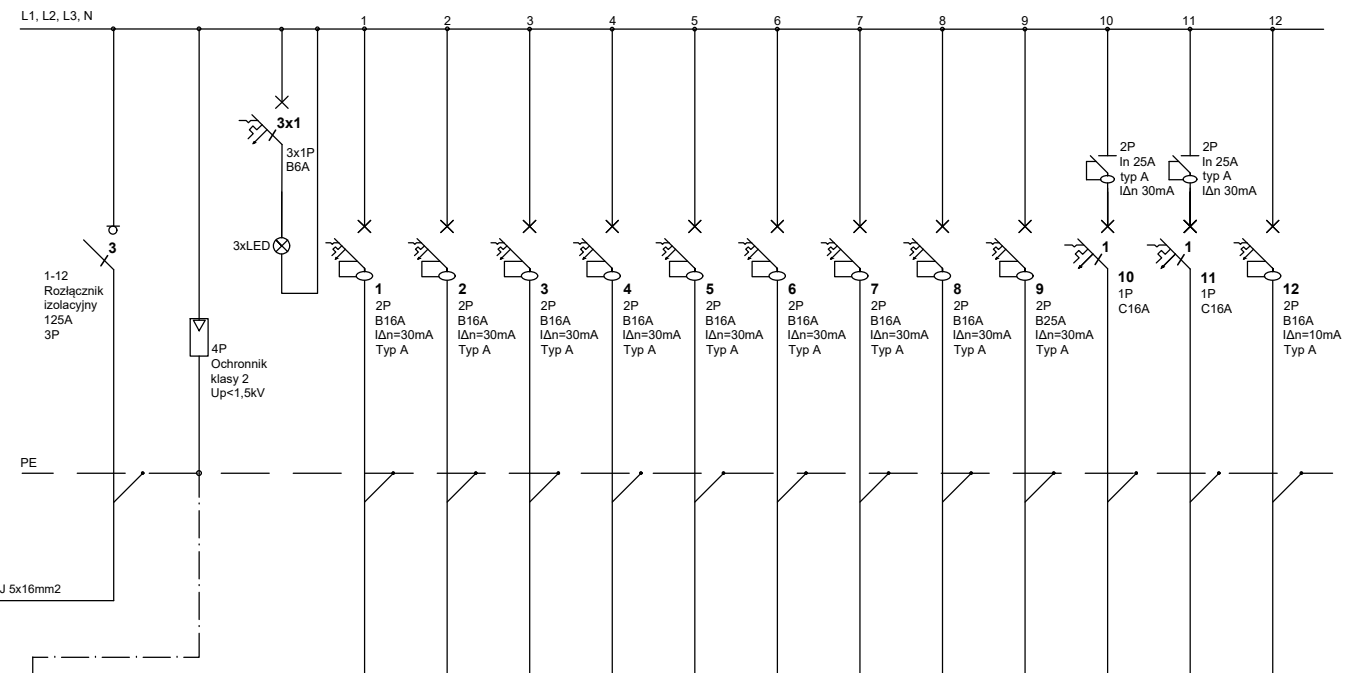 L1, L2, L3, N
1 2 3 4 5 6 7 8 9 10 11 12
3x1
3x1P
B6A
3xLED
3
1-12
Rozłącznik
izolacyjny
125A
3P
4P
Ochronnik
klasy 2
Up<1,5kV
1
2P
B16A
IΔn=30mA
Typ A
2
2P
B16A
IΔn=30mA
Typ A
3
2P
B16A
IΔn=30mA
Typ A
4
2P
B16A
IΔn=30mA
Typ A
5
2P
B16A
IΔn=30mA
Typ A
6
2P
B16A
IΔn=30mA
Typ A
7
2P
B16A
IΔn=30mA
Typ A
8
2P
B16A
IΔn=30mA
Typ A
9
2P
B25A
IΔn=30mA
Typ A
2P
In 25A
typ A
IΔn 30mA
1
10
1P
C16A
2P
In 25A
typ A
IΔn 30mA
1
11
1P
C16A
12
2P
B16A
IΔn=10mA
Typ A
PE
J 5x16mm2